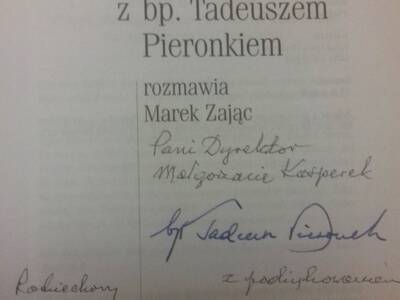 z bp. Tadeuszem
Pieronkiem
rozmawia
Marek Zając
Pani Dyrektor
Małgorzacie Kasperek
bp Tadeusz Pieronek
z podziękowaniem